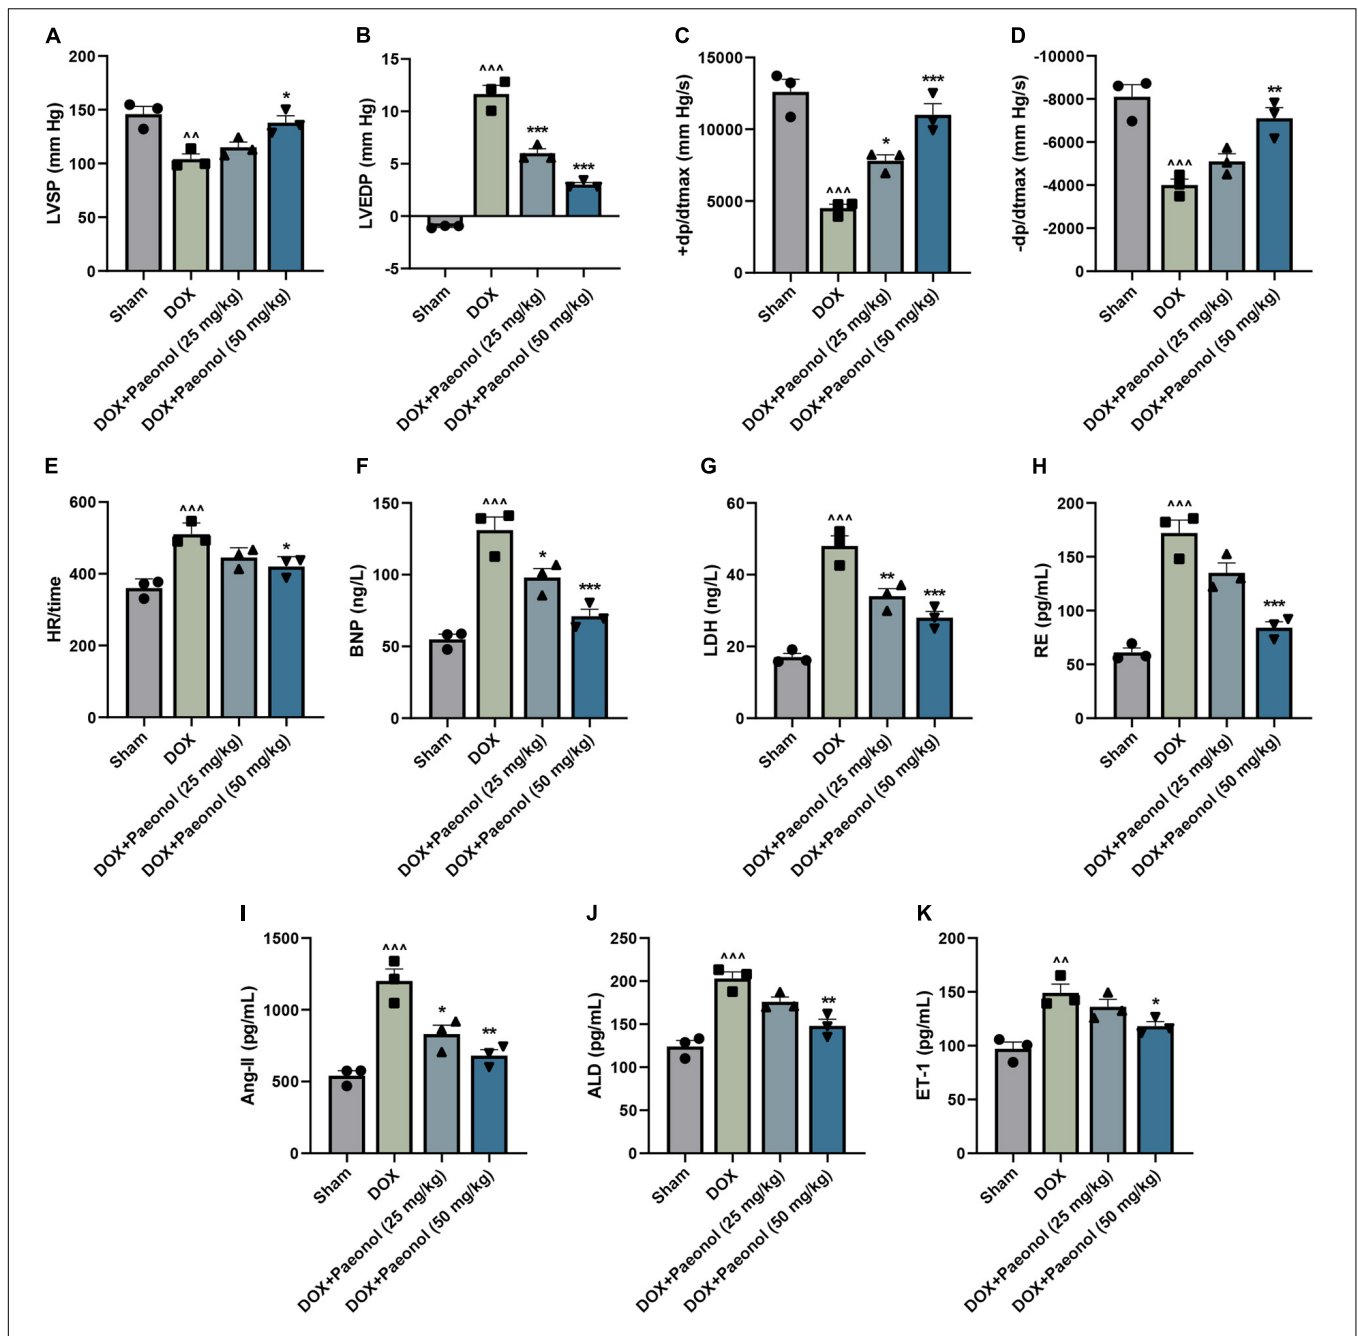 A
LVSP (mm Hg)
200
150
100
50
0
^^
*
Sham
DOX
DOX+Paeonol (25 mg/kg)
DOX+Paeonol (50 mg/kg)
B
LVEDP (mm Hg)
15
10
5
0
-5
^^^
***
***
Sham
DOX
DOX+Paeonol (25 mg/kg)
DOX+Paeonol (50 mg/kg)
C
+dp/dtmax (mm Hg/s)
15000
10000
5000
0
^^^
*
***
Sham
DOX
DOX+Paeonol (25 mg/kg)
DOX+Paeonol (50 mg/kg)
D
-dp/dtmax (mm Hg/s)
-10000
-8000
-6000
-4000
-2000
0
^^^
**
Sham
DOX
DOX+Paeonol (25 mg/kg)
DOX+Paeonol (50 mg/kg)
E
HR/time
600
400
200
0
^^^
*
Sham
DOX
DOX+Paeonol (25 mg/kg)
DOX+Paeonol (50 mg/kg)
F
BNP (ng/L)
150
100
50
0
^^^
*
***
Sham
DOX
DOX+Paeonol (25 mg/kg)
DOX+Paeonol (50 mg/kg)
G
LDH (ng/L)
60
40
20
0
^^^
**
***
Sham
DOX
DOX+Paeonol (25 mg/kg)
DOX+Paeonol (50 mg/kg)
H
RE (pg/mL)
200
150
100
50
0
^^^
***
Sham
DOX
DOX+Paeonol (25 mg/kg)
DOX+Paeonol (50 mg/kg)
I
Ang-II (pg/mL)
1500
1000
500
0
^^^
*
**
Sham
DOX
DOX+Paeonol (25 mg/kg)
DOX+Paeonol (50 mg/kg)
J
ALD (pg/mL)
250
200
150
100
50
0
^^^
**
Sham
DOX
DOX+Paeonol (25 mg/kg)
DOX+Paeonol (50 mg/kg)
K
ET-1 (pg/mL)
200
150
100
50
0
^^
*
Sham
DOX
DOX+Paeonol (25 mg/kg)
DOX+Paeonol (50 mg/kg)